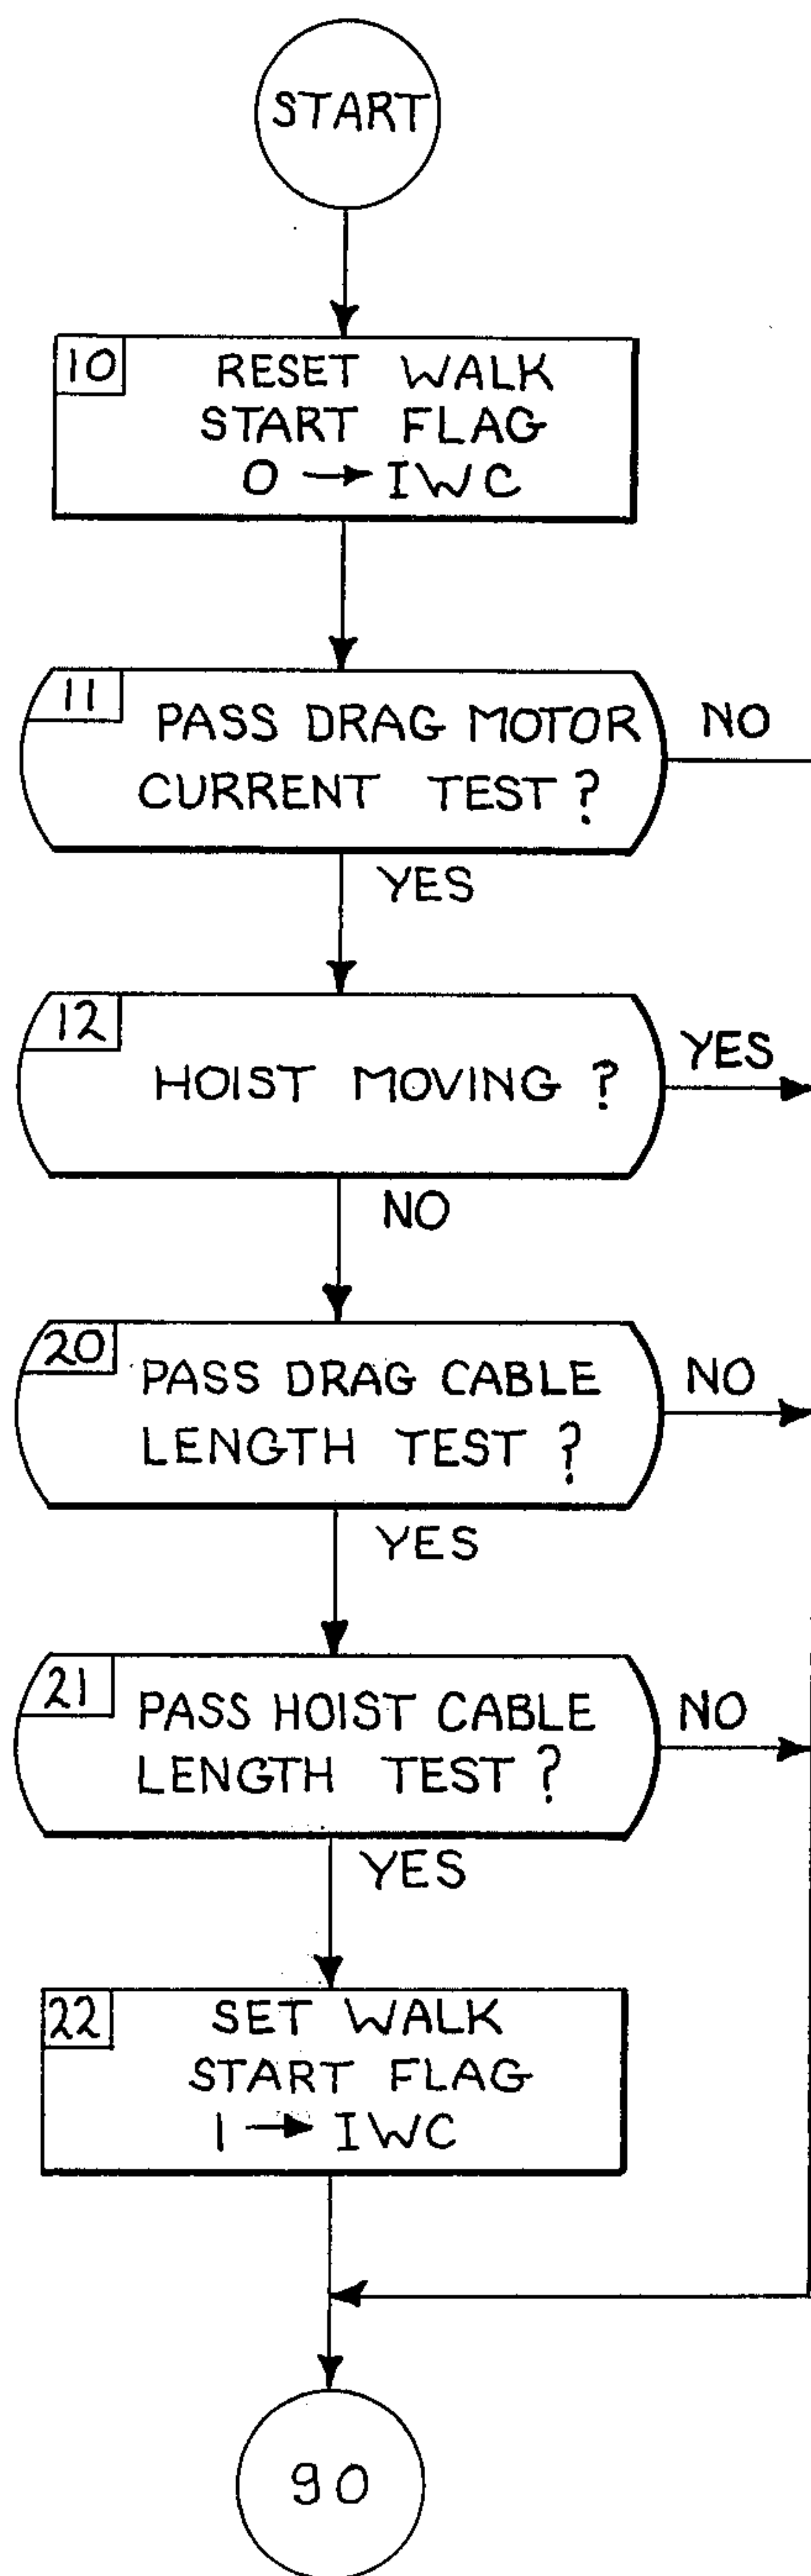 START
10
RESET WALK
START FLAG
0 → IWC
11
PASS DRAG MOTOR
CURRENT TEST ?
NO
YES
12
HOIST MOVING ?
YES
NO
20
PASS DRAG CABLE
LENGTH TEST ?
NO
YES
21
PASS HOIST CABLE
LENGTH TEST ?
NO
YES
22
SET WALK
START FLAG
1 → IWC
90